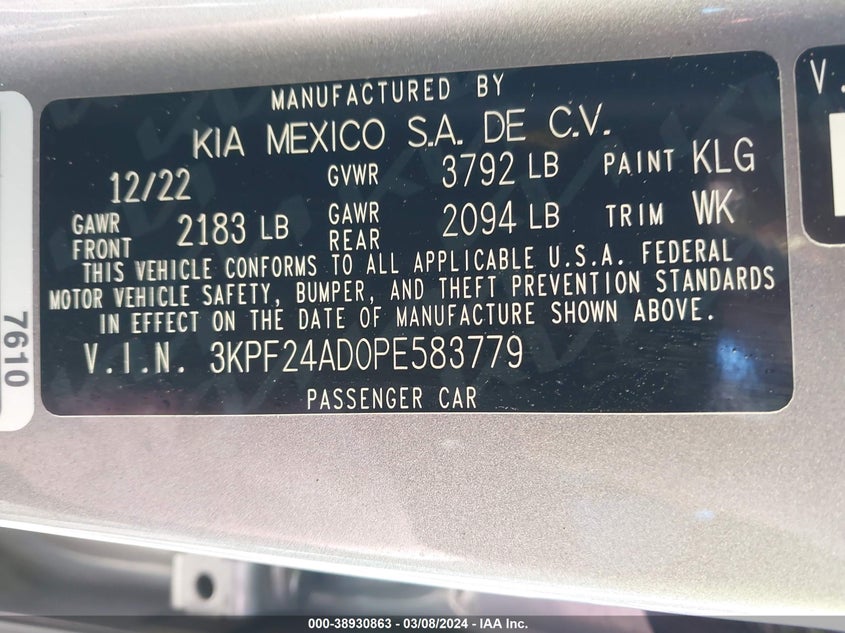 MANUFACTURED BY
KIA MEXICO S.A. DE C.V.
12/22 GVWR 3792 LB PAINT KLG
GAWR FRONT 2183 LB GAWR REAR 2094 LB TRIM WK
THIS VEHICLE CONFORMS TO ALL APPLICABLE U.S.A. FEDERAL
MOTOR VEHICLE SAFETY, BUMPER, AND THEFT PREVENTION STANDARDS
IN EFFECT ON THE DATE OF MANUFACTURE SHOWN ABOVE.
V.I.N. 3KPF24AD0PE583779
PASSENGER CAR
7610
V.
000-38930863 - 03/08/2024 - IAA Inc.